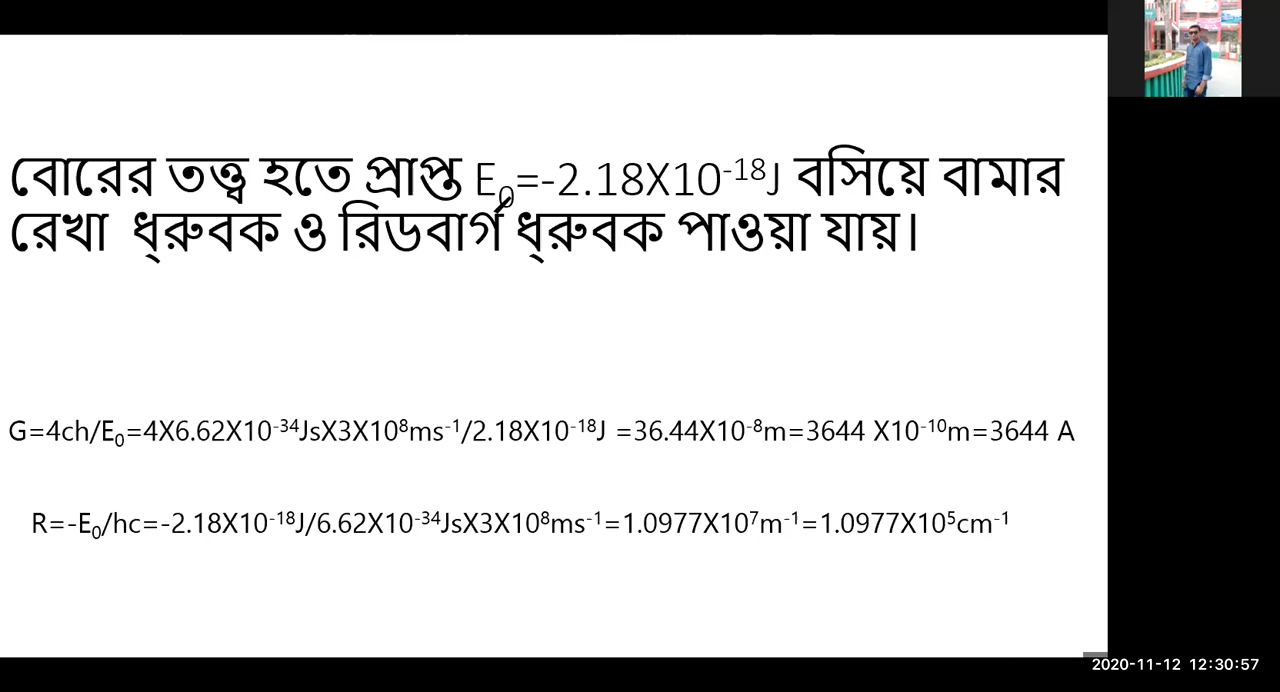 বোরের তত্ত্ব হতে প্রাপ্ত E₀=-2.18X10⁻¹⁸J বসিয়ে বামার
রেখা ধ্‌রুবক ও রিডবার্গ ধ্‌রুবক পাওয়া যায়।
G=4ch/E₀=4X6.62X10⁻³⁴JsX3X10⁸ms⁻¹/2.18X10⁻¹⁸J =36.44X10⁻⁸m=3644 X10⁻¹⁰m=3644 A
R=-E₀/hc=-2.18X10⁻¹⁸J/6.62X10⁻³⁴JsX3X10⁸ms⁻¹=1.0977X10⁷m⁻¹=1.0977X10⁵cm⁻¹
2020-11-12 12:30:57